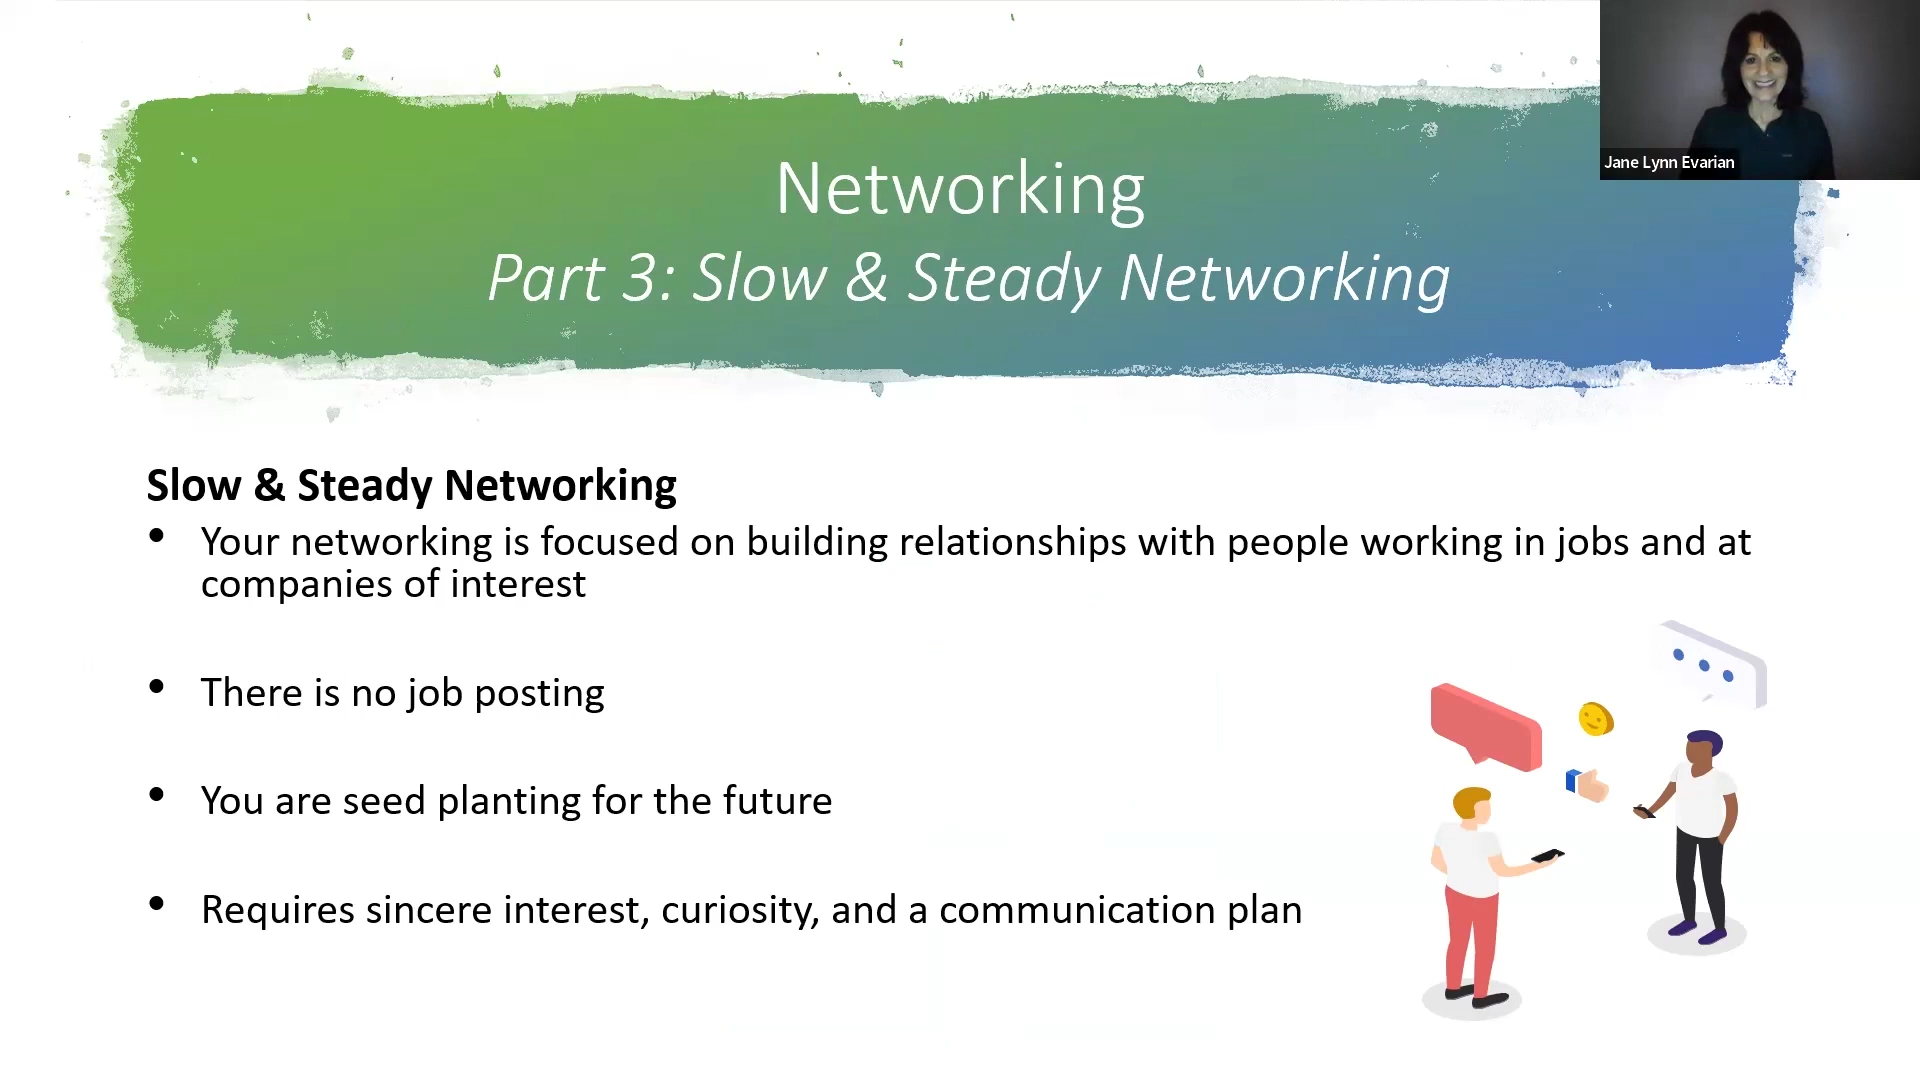 Networking
Part 3: Slow & Steady Networking
Jane Lynn Evarian
Slow & Steady Networking
• Your networking is focused on building relationships with people working in jobs and at
companies of interest
• There is no job posting
• You are seed planting for the future
• Requires sincere interest, curiosity, and a communication plan